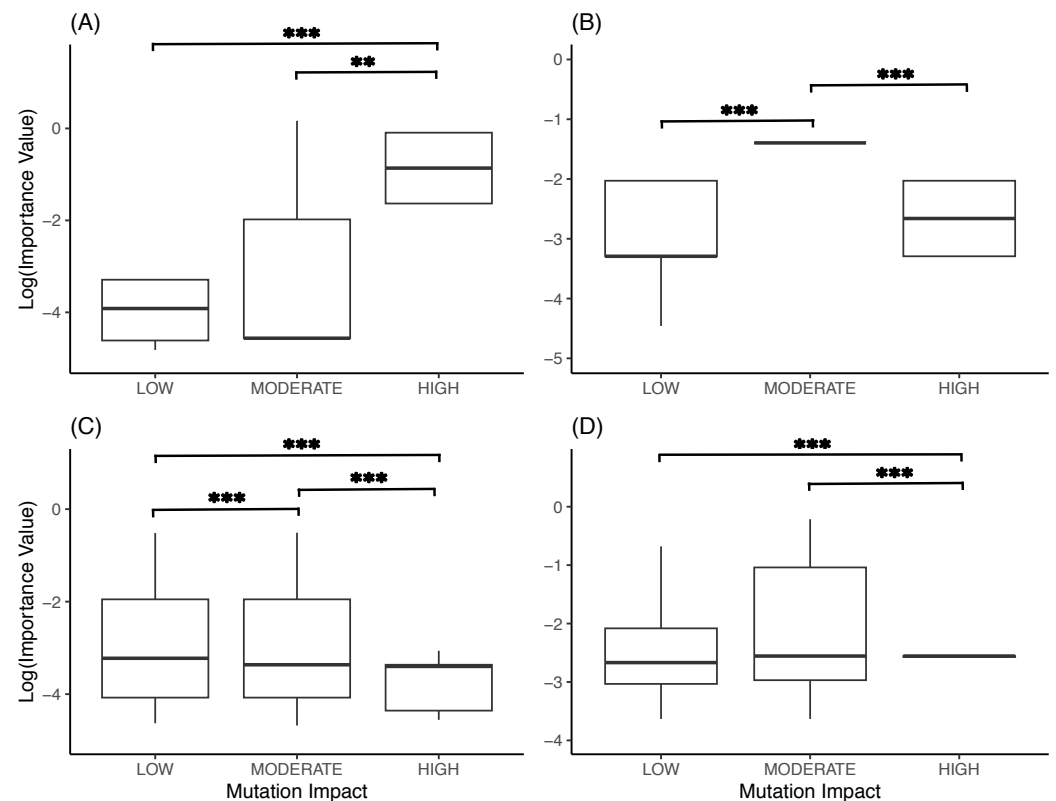 (A)
***
**
Log(Importance Value)
0
−2
−4
LOW MODERATE HIGH
(B)
***
***
0
−1
−2
−3
−4
−5
LOW MODERATE HIGH
(C)
***
***
***
Log(Importance Value)
0
−2
−4
LOW MODERATE HIGH
Mutation Impact
(D)
***
***
0
−1
−2
−3
−4
LOW MODERATE HIGH
Mutation Impact